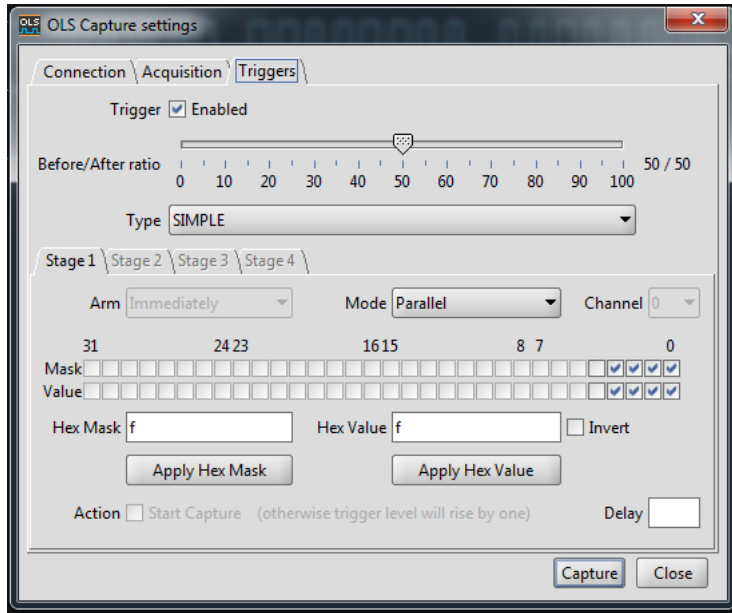 OLS OLS Capture settings X
Connection Acquisition Triggers
Trigger Enabled
Before/After ratio 50 / 50
0 10 20 30 40 50 60 70 80 90 100
Type SIMPLE
Stage 1 Stage 2 Stage 3 Stage 4
Arm Immediately Mode Parallel Channel 0
31 24 23 16 15 8 7 0
Mask
Value
Hex Mask f Hex Value f Invert
Apply Hex Mask Apply Hex Value
Action Start Capture (otherwise trigger level will rise by one) Delay
Capture Close